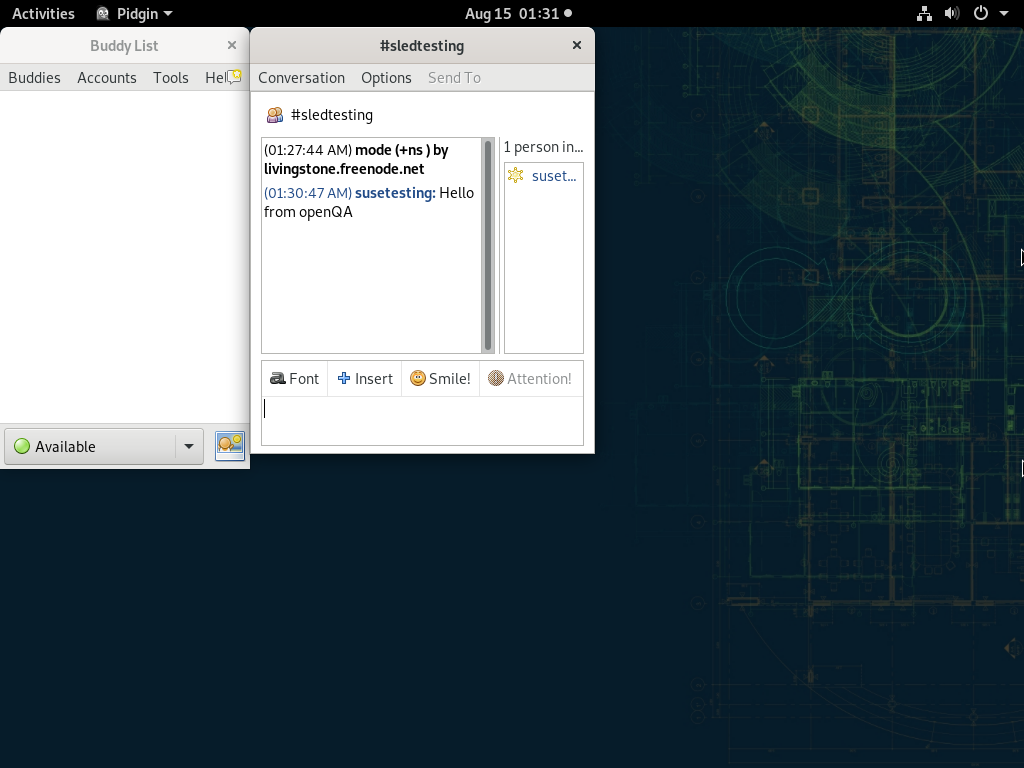 Activities Pidgin Aug 15 01:31
Buddy List
#sledtesting
Buddies Accounts Tools Hel
Conversation Options Send To
#sledtesting
(01:27:44 AM) mode (+ns ) by
livingstone.freenode.net
(01:30:47 AM) susetesting: Hello
from openQA
1 person in...
suset...
Font Insert Smile! Attention!
Available